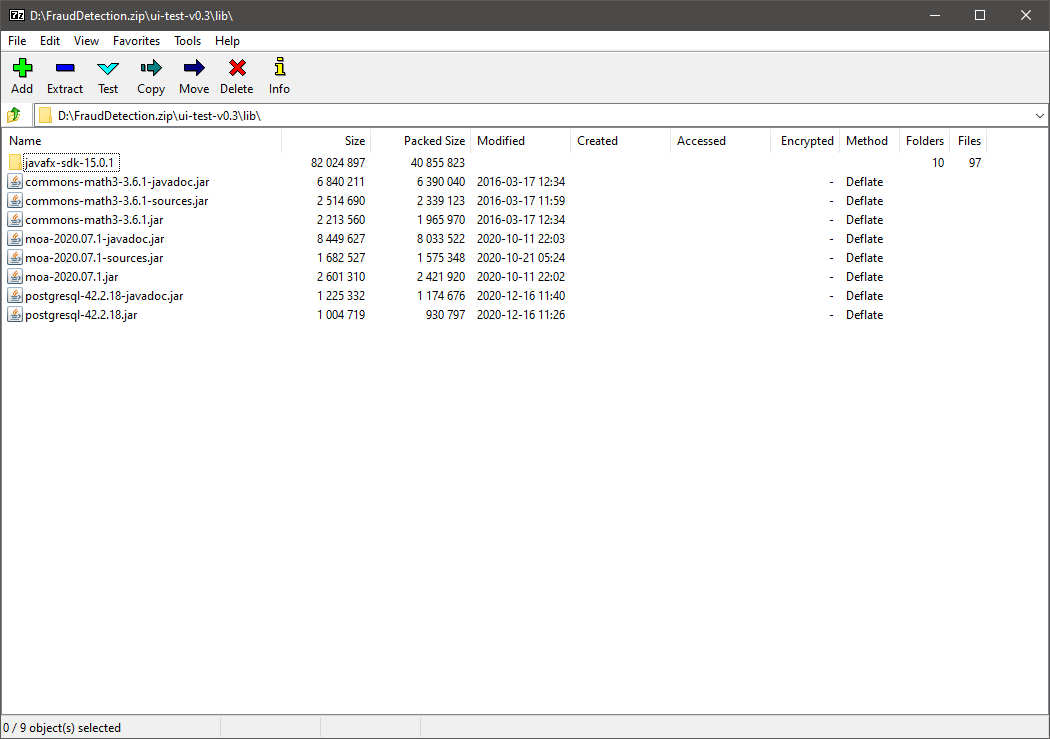 D:\FraudDetection.zip\ui-test-v0.3\lib\
File Edit View Favorites Tools Help
Add Extract Test Copy Move Delete Info
D:\FraudDetection.zip\ui-test-v0.3\lib\
Name Size Packed Size Modified Created Accessed Encrypted Method Folders Files
javafx-sdk-15.0.1 82 024 897 40 855 823 10 97
commons-math3-3.6.1-javadoc.jar 6 840 211 6 390 040 2016-03-17 12:34 - Deflate
commons-math3-3.6.1-sources.jar 2 514 690 2 339 123 2016-03-17 11:59 - Deflate
commons-math3-3.6.1.jar 2 213 560 1 965 970 2016-03-17 12:34 - Deflate
moa-2020.07.1-javadoc.jar 8 449 627 8 033 522 2020-10-11 22:03 - Deflate
moa-2020.07.1-sources.jar 1 682 527 1 575 348 2020-10-21 05:24 - Deflate
moa-2020.07.1.jar 2 601 310 2 421 920 2020-10-11 22:02 - Deflate
postgresql-42.2.18-javadoc.jar 1 225 332 1 174 676 2020-12-16 11:40 - Deflate
postgresql-42.2.18.jar 1 004 719 930 797 2020-12-16 11:26 - Deflate
0 / 9 object(s) selected